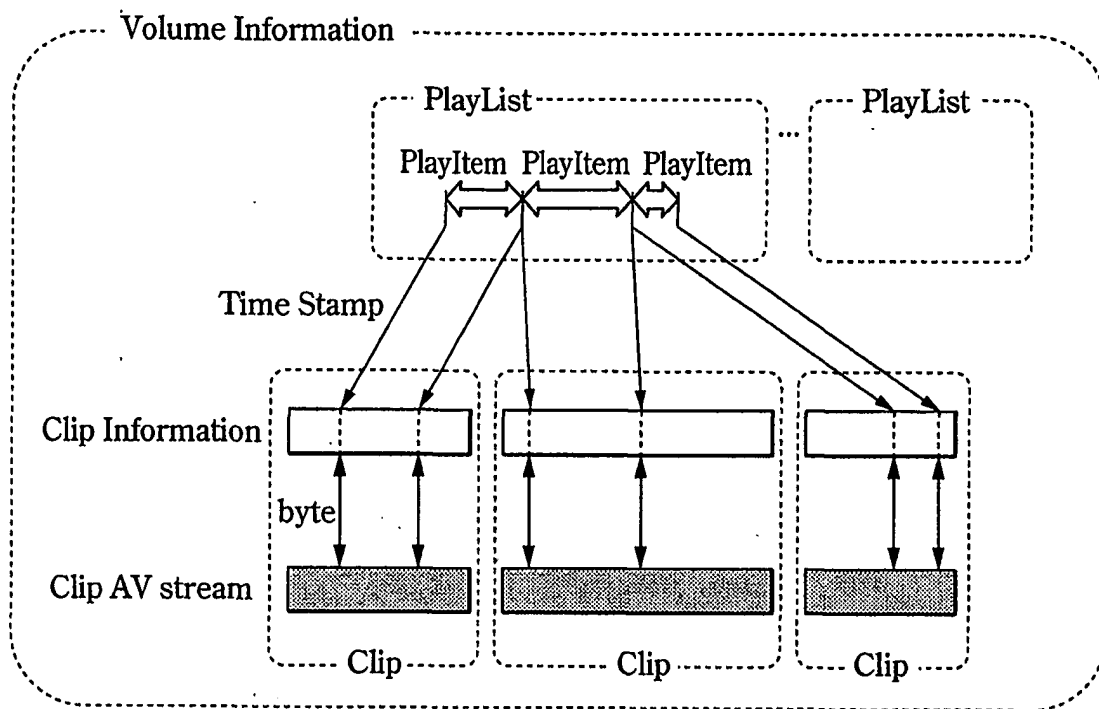 Volume Information
PlayList
...
PlayList
PlayItem PlayItem PlayItem
Time Stamp
Clip Information
byte
Clip AV stream
Clip
Clip
Clip